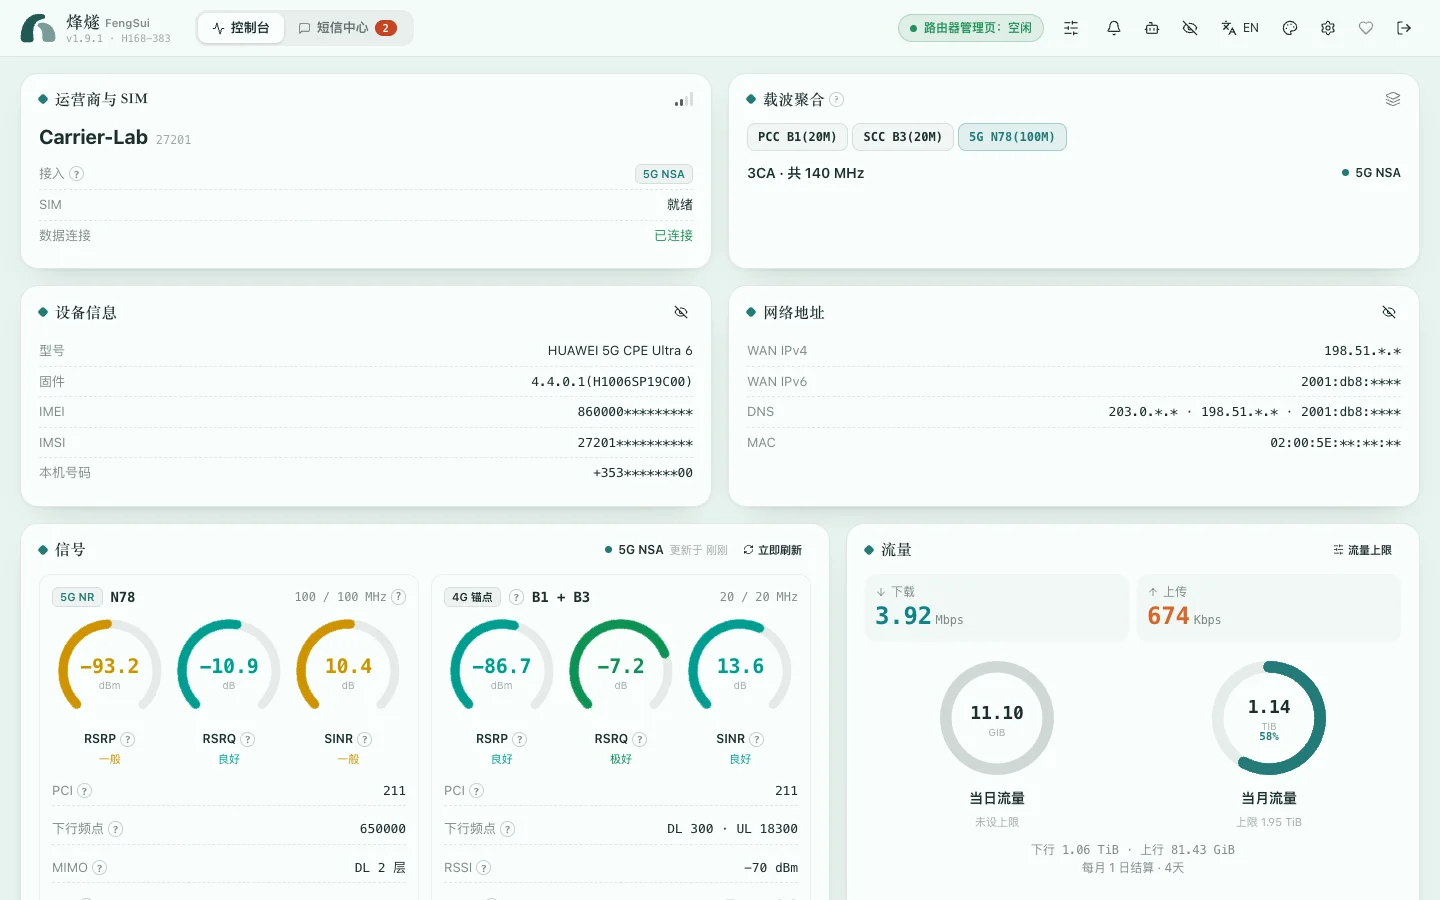 烽燧 FengSui
v1.9.1 · H168-383
控制台
短信中心 2
路由器管理页：空闲
EN
运营商与 SIM
Carrier-Lab 27201
接入 ?
5G NSA
SIM
就绪
数据连接
已连接
载波聚合 ?
PCC B1(20M)
SCC B3(20M)
5G N78(100M)
3CA · 共 140 MHz
5G NSA
设备信息
型号
HUAWEI 5G CPE Ultra 6
固件
4.4.0.1(H1006SP19C00)
IMEI
860000*********
IMSI
27201**********
本机号码
+353*******00
网络地址
WAN IPv4
198.51.*.*
WAN IPv6
2001:db8:****
DNS
203.0.*.* · 198.51.*.* · 2001:db8:****
MAC
02:00:5E:**:**:**
信号
5G NSA 更新于 刚刚
立即刷新
5G NR N78
100 / 100 MHz ?
-93.2
dBm
RSRP ?
一般
-10.9
dB
RSRQ ?
良好
10.4
dB
SINR ?
一般
PCI ?
211
下行频点 ?
650000
MIMO ?
DL 2 层
4G 锚点 ? B1 + B3
20 / 20 MHz
-86.7
dBm
RSRP ?
良好
-7.2
dB
RSRQ ?
极好
13.6
dB
SINR ?
良好
PCI ?
211
下行频点 ?
DL 300 · UL 18300
RSSI ?
-70 dBm
流量
流量上限
↓ 下载
3.92 Mbps
↑ 上传
674 Kbps
11.10
GiB
当日流量
未设上限
1.14
TiB
58%
当月流量
上限 1.95 TiB
下行 1.06 TiB · 上行 81.43 GiB
每月 1 日结算 · 4天